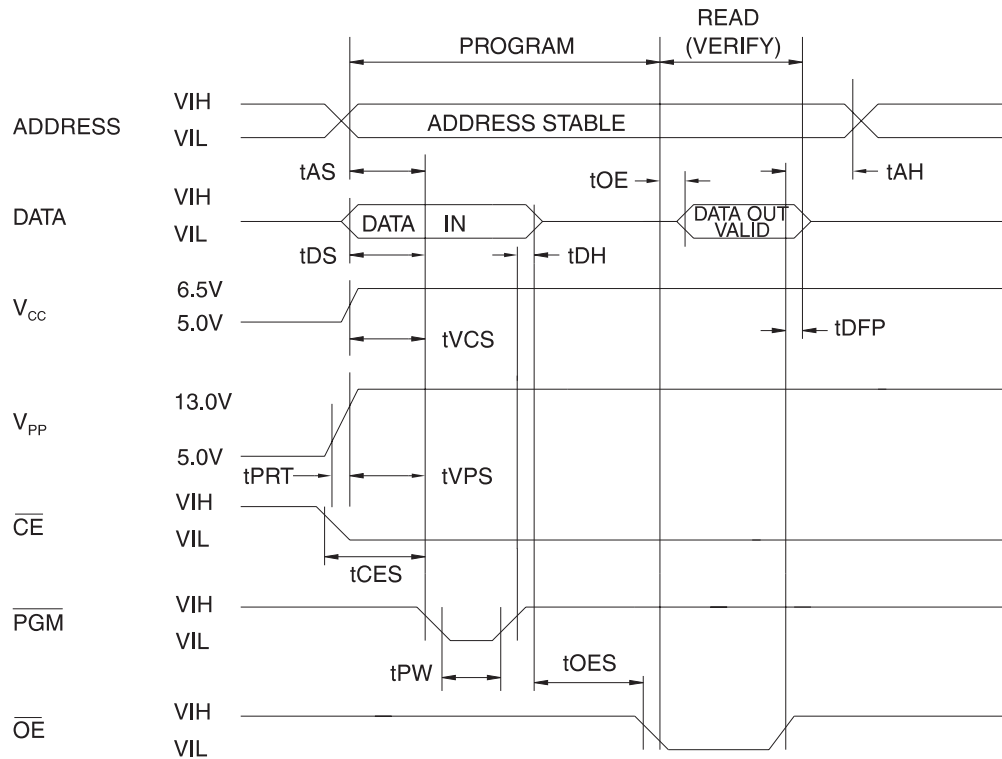 READ
PROGRAM (VERIFY)
ADDRESS VIH
VIL ADDRESS STABLE
tAS tOE tAH
DATA VIH
VIL DATA IN DATA OUT
VALID
tDS tDH
VCC 6.5V
5.0V
tVCS tDFP
VPP 13.0V
5.0V
tPRT tVPS
CE VIH
VIL
tCES
PGM VIH
VIL
tPW tOES
OE VIH
VIL